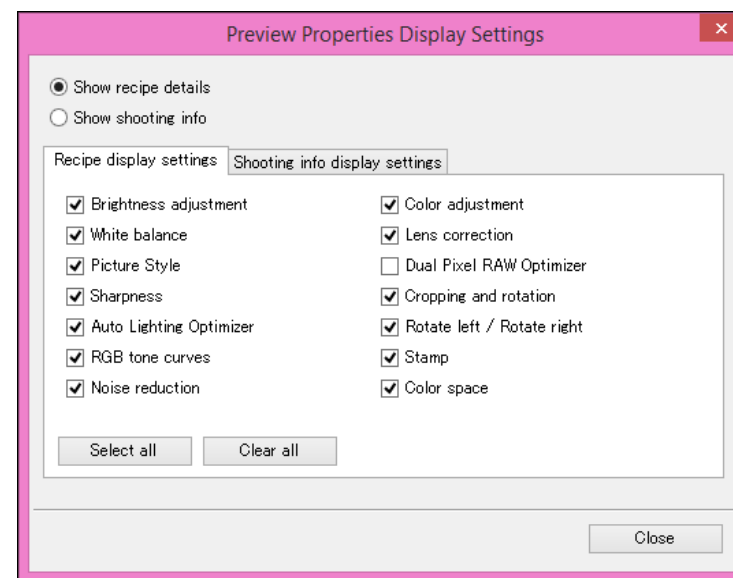 Preview Properties Display Settings
Show recipe details
Show shooting info
Recipe display settings Shooting info display settings
Brightness adjustment Color adjustment
White balance Lens correction
Picture Style Dual Pixel RAW Optimizer
Sharpness Cropping and rotation
Auto Lighting Optimizer Rotate left / Rotate right
RGB tone curves Stamp
Noise reduction Color space
Select all Clear all
Close